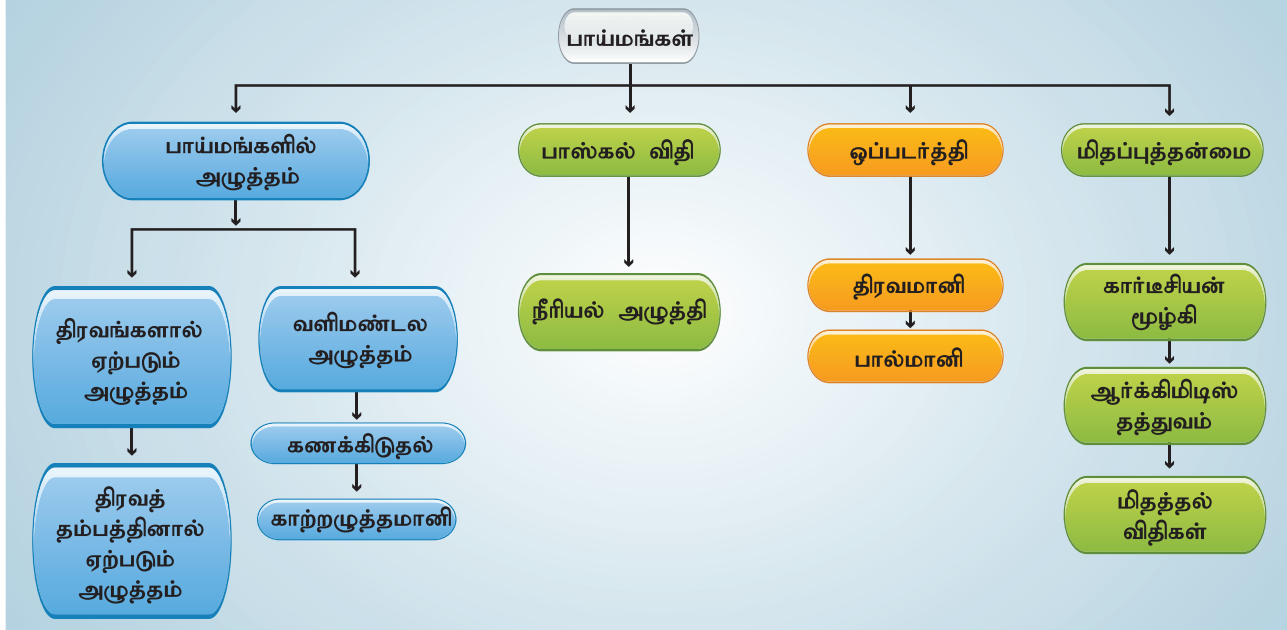 பாய்மங்கள்
பாய்மங்களில்
அழுத்தம்
பாஸ்கல் விதி
ஒப்படர்த்தி
மிதப்புத்தன்மை
திரவங்களால்
ஏற்படும்
அழுத்தம்
வளிமண்டல
அழுத்தம்
நீரியல் அழுத்தி
திரவமானி
கார்டீசியன்
மூழ்கி
பால்மானி
ஆர்க்கிமிடிஸ்
தத்துவம்
கணக்கிடுதல்
திரவத்
தம்பத்தினால்
ஏற்படும்
அழுத்தம்
காற்றழுத்தமானி
மிதத்தல்
விதிகள்